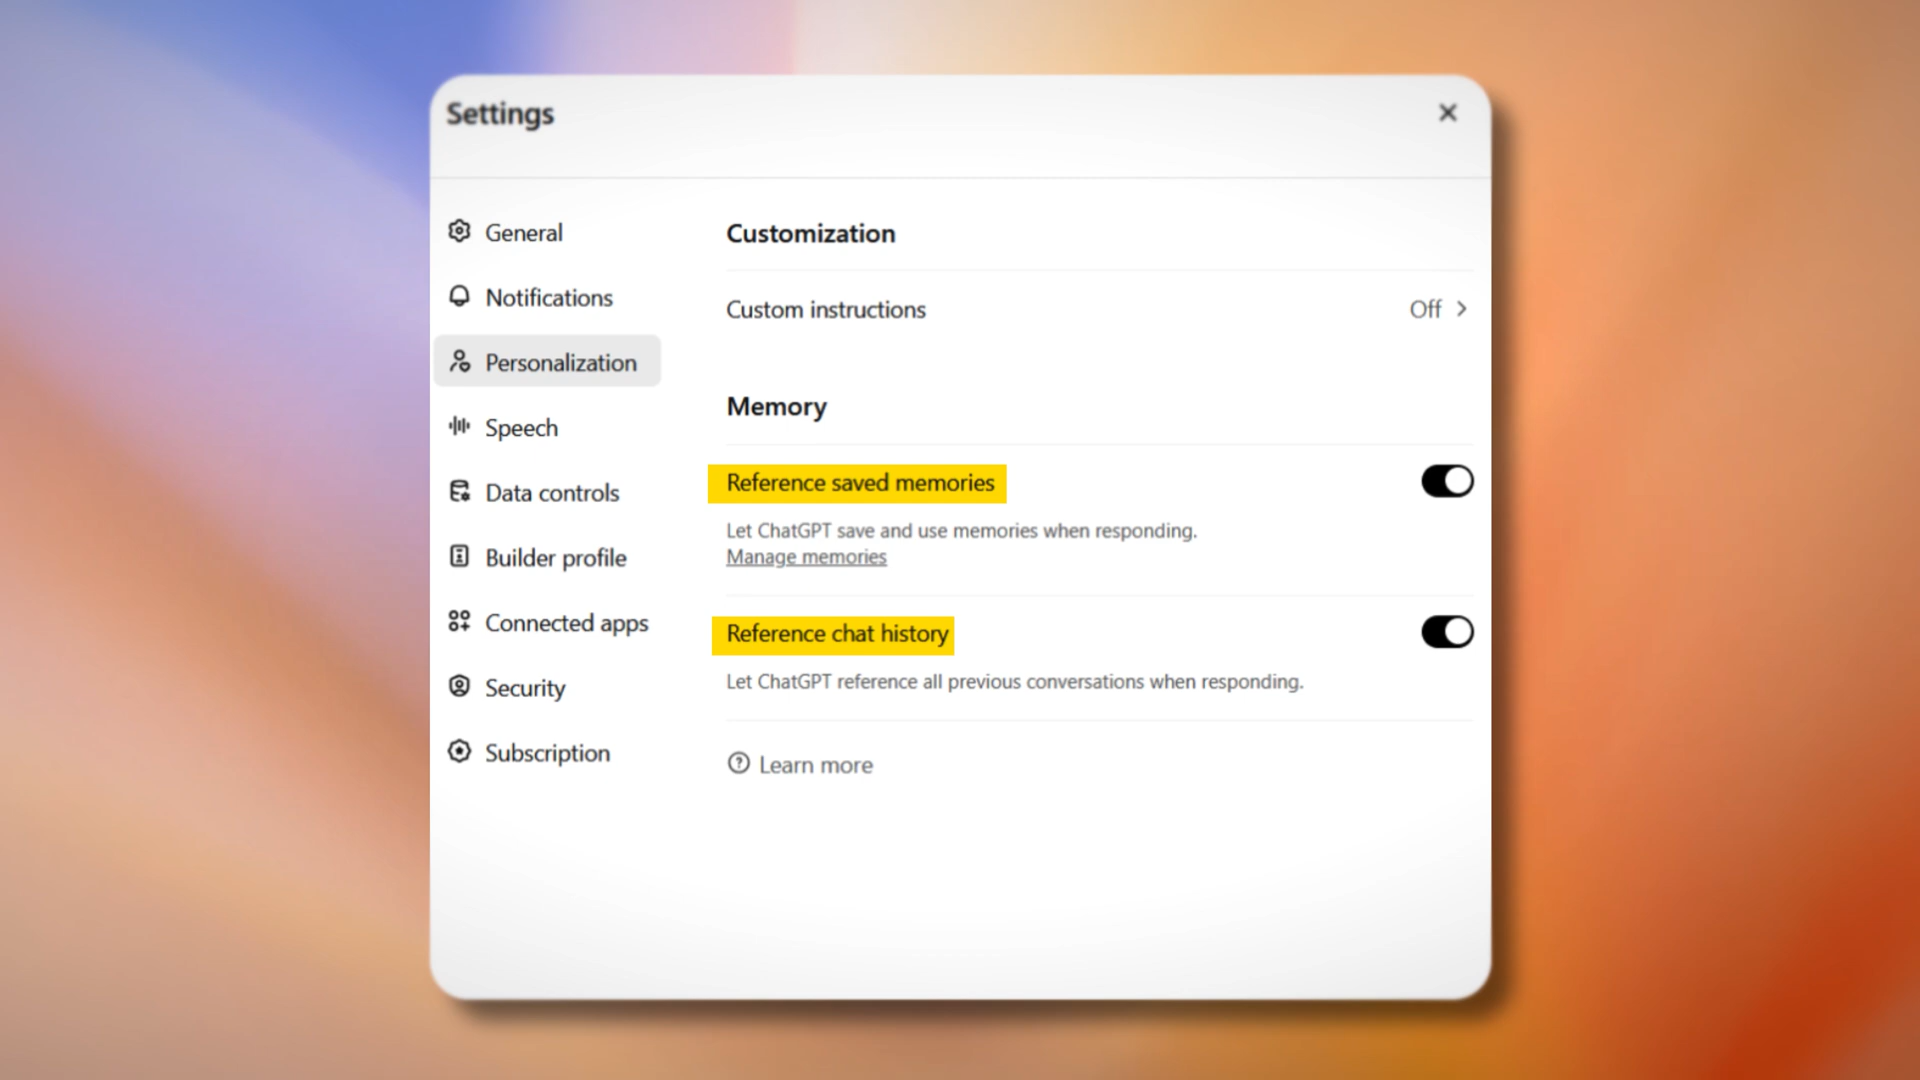 Settings
General
Notifications
Personalization
Speech
Data controls
Builder profile
Connected apps
Security
Subscription
Customization
Custom instructions Off
Memory
Reference saved memories
Let ChatGPT save and use memories when responding.
Manage memories
Reference chat history
Let ChatGPT reference all previous conversations when responding.
Learn more